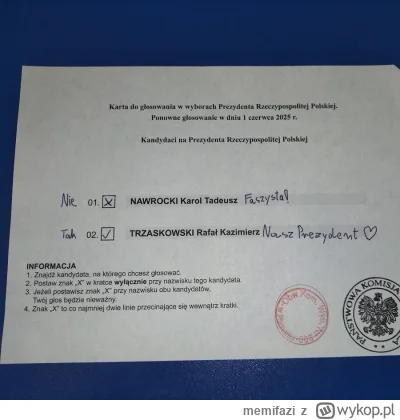 Karta do głosowania w wyborach Prezydenta Rzeczypospolitej Polskiej.
Ponowne głosowanie w dniu 1 czerwca 2025 r.
Kandydaci na Prezydenta Rzeczypospolitej Polskiej
Nie 01. X NAWROCKI Karol Tadeusz Faszysta!
Tak 02. ✓ TRZASKOWSKI Rafał Kazimierz Nasz Prezydent ♡
INFORMACJA
1. Znajdź kandydata, na którego chcesz głosować.
2. Postaw znak „X” w kratce wyłącznie przy nazwisku tego kandydata.
3. Jeżeli postawisz znak „X” przy nazwisku obu kandydatów,
Twój głos będzie nieważny.
4. Znak „X” to co najmniej dwie linie przecinające się wewnątrz kratki.
PAŃSTWOWA KOMISJA
memifazi z wykop.pl